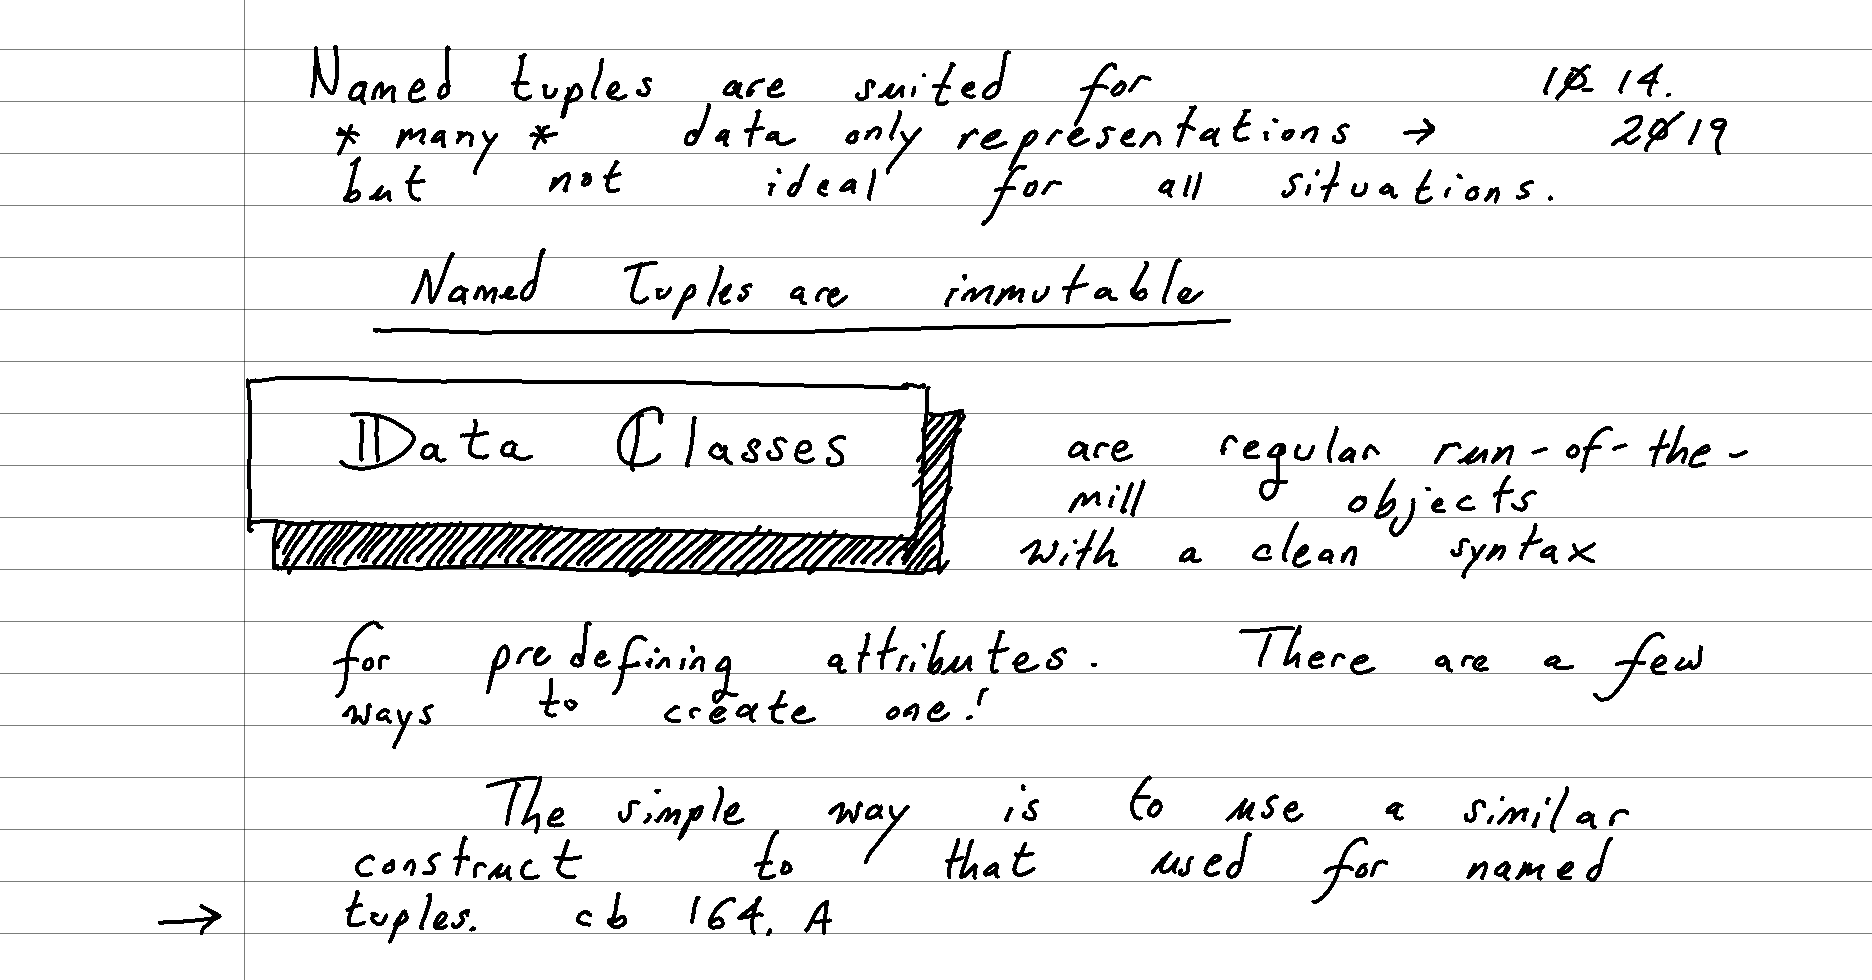 Named tuples are suited for 10-14.
* many * data only representations → 2019
but not ideal for all situations.
Named Tuples are immutable
Data Classes are regular run-of-the-
mill objects
with a clean syntax
for predefining attributes. There are a few
ways to create one!
The simple way is to use a similar
construct to that used for named
→ tuples. cb 164. A